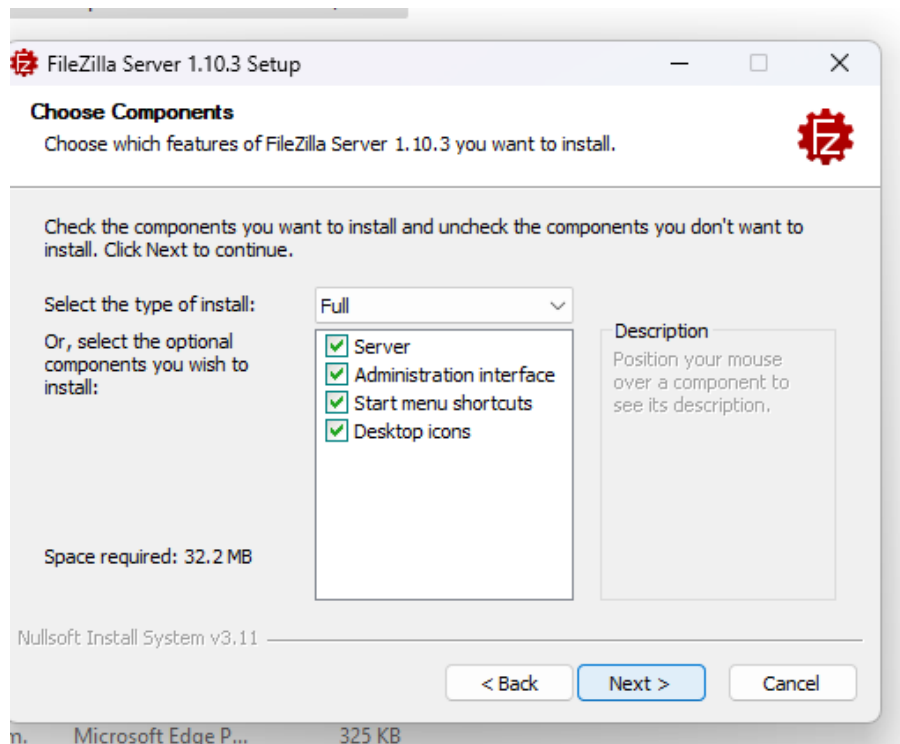 FileZilla Server 1.10.3 Setup
Choose Components
Choose which features of FileZilla Server 1.10.3 you want to install.
Check the components you want to install and uncheck the components you don't want to
install. Click Next to continue.
Select the type of install:
Full
Or, select the optional
components you wish to
install:
Server
Administration interface
Start menu shortcuts
Desktop icons
Description
Position your mouse
over a component to
see its description.
Space required: 32.2 MB
Nullsoft Install System v3.11
< Back
Next >
Cancel
Microsoft Edge P... 325 KB